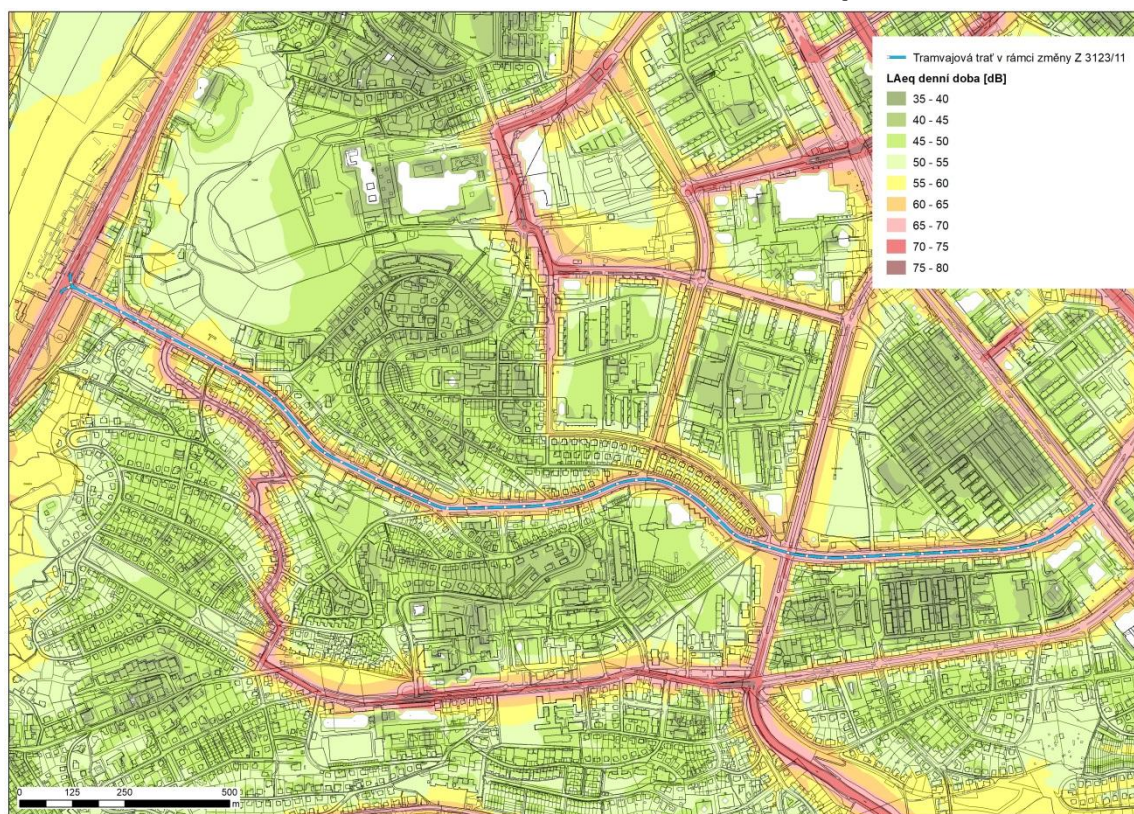 Tramvajová trať v rámci změny Z 3123/11
LAeq denní doba [dB]
35 - 40
40 - 45
45 - 50
50 - 55
55 - 60
60 - 65
65 - 70
70 - 75
75 - 80
0 125 250 500
m